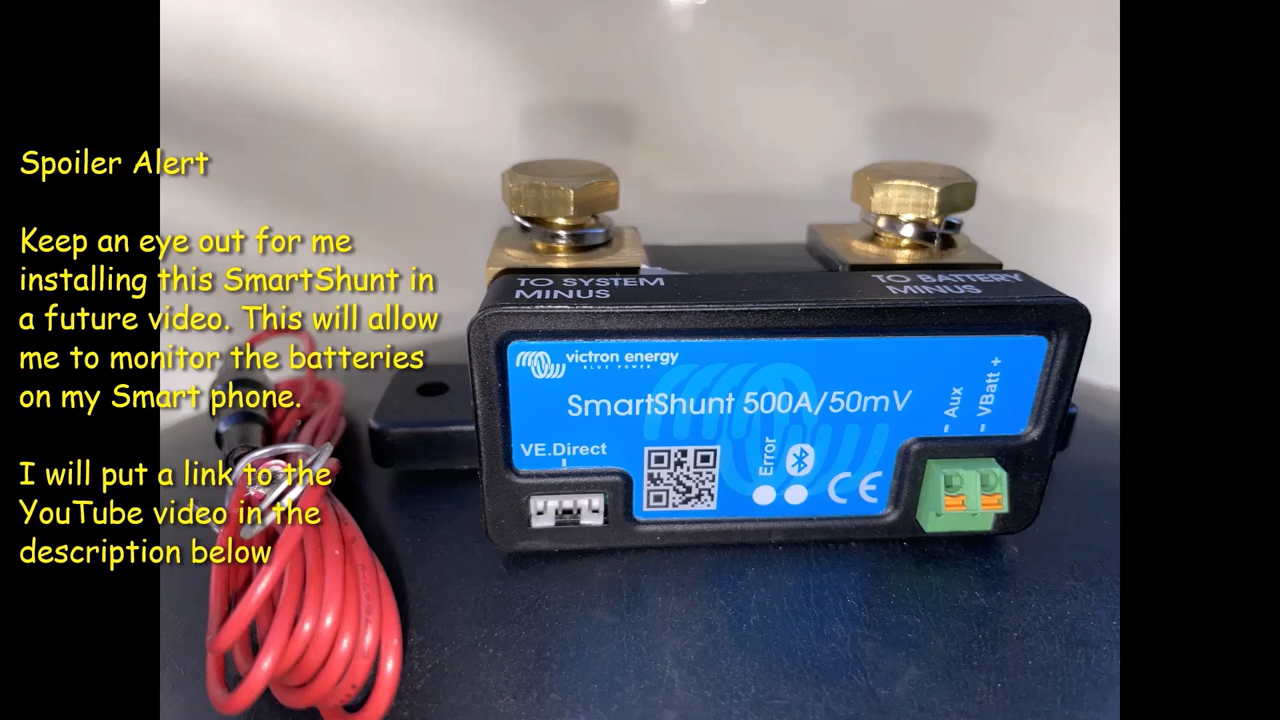 Spoiler Alert
Keep an eye out for me
installing this SmartShunt in
a future video. This will allow
me to monitor the batteries
on my Smart phone.
I will put a link to the
YouTube video in the
description below
TO SYSTEM
MINUS
TO BATTERY
MINUS
victron energy
BLUE POWER
SmartShunt 500A/50mV
VE.Direct
Error
CE
Aux
VBatt +